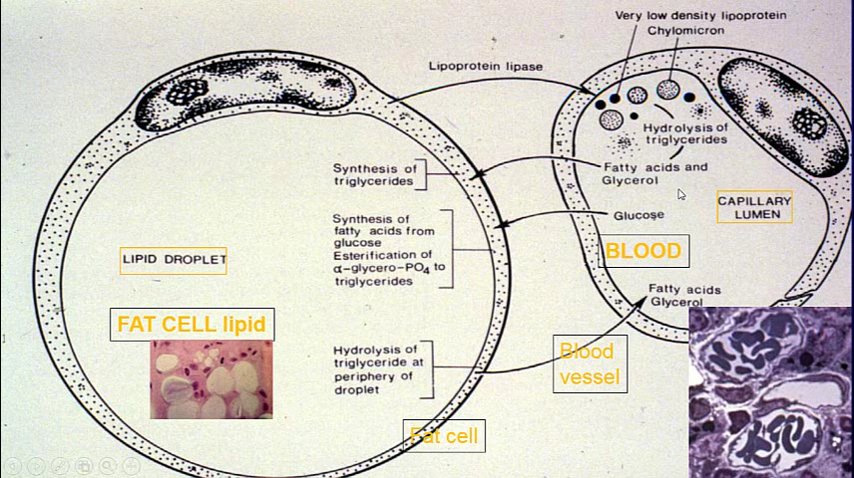 Very low density lipoprotein
Chylomicron
Lipoprotein lipase
Hydrolysis of
triglycerides
Synthesis of
triglycerides
Fatty acids and
Glycerol
CAPILLARY
LUMEN
Glucose
Synthesis of
fatty acids from
glucose
Esterification of
α-glycero-PO4 to
triglycerides
BLOOD
LIPID DROPLET
Fatty acids
Glycerol
FAT CELL lipid
Hydrolysis of
triglyceride at
periphery of
droplet
Blood
vessel
Fat cell